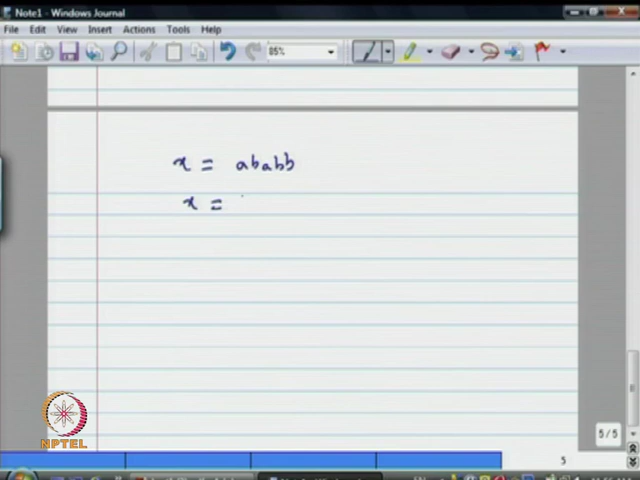 Note1 - Windows Journal
File Edit View Insert Actions Tools Help
85%
x = ababb
x =
NPTEL
5/5
5